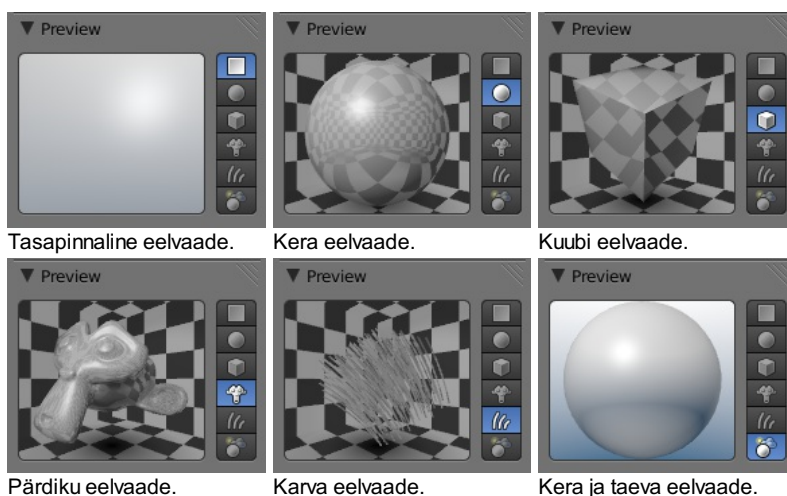 Preview
Preview
Preview
Tasapinnaline eelvaade.
Kera eelvaade.
Kuubi eelvaade.
Preview
Preview
Preview
Pärdiku eelvaade.
Karva eelvaade.
Kera ja taeva eelvaade.